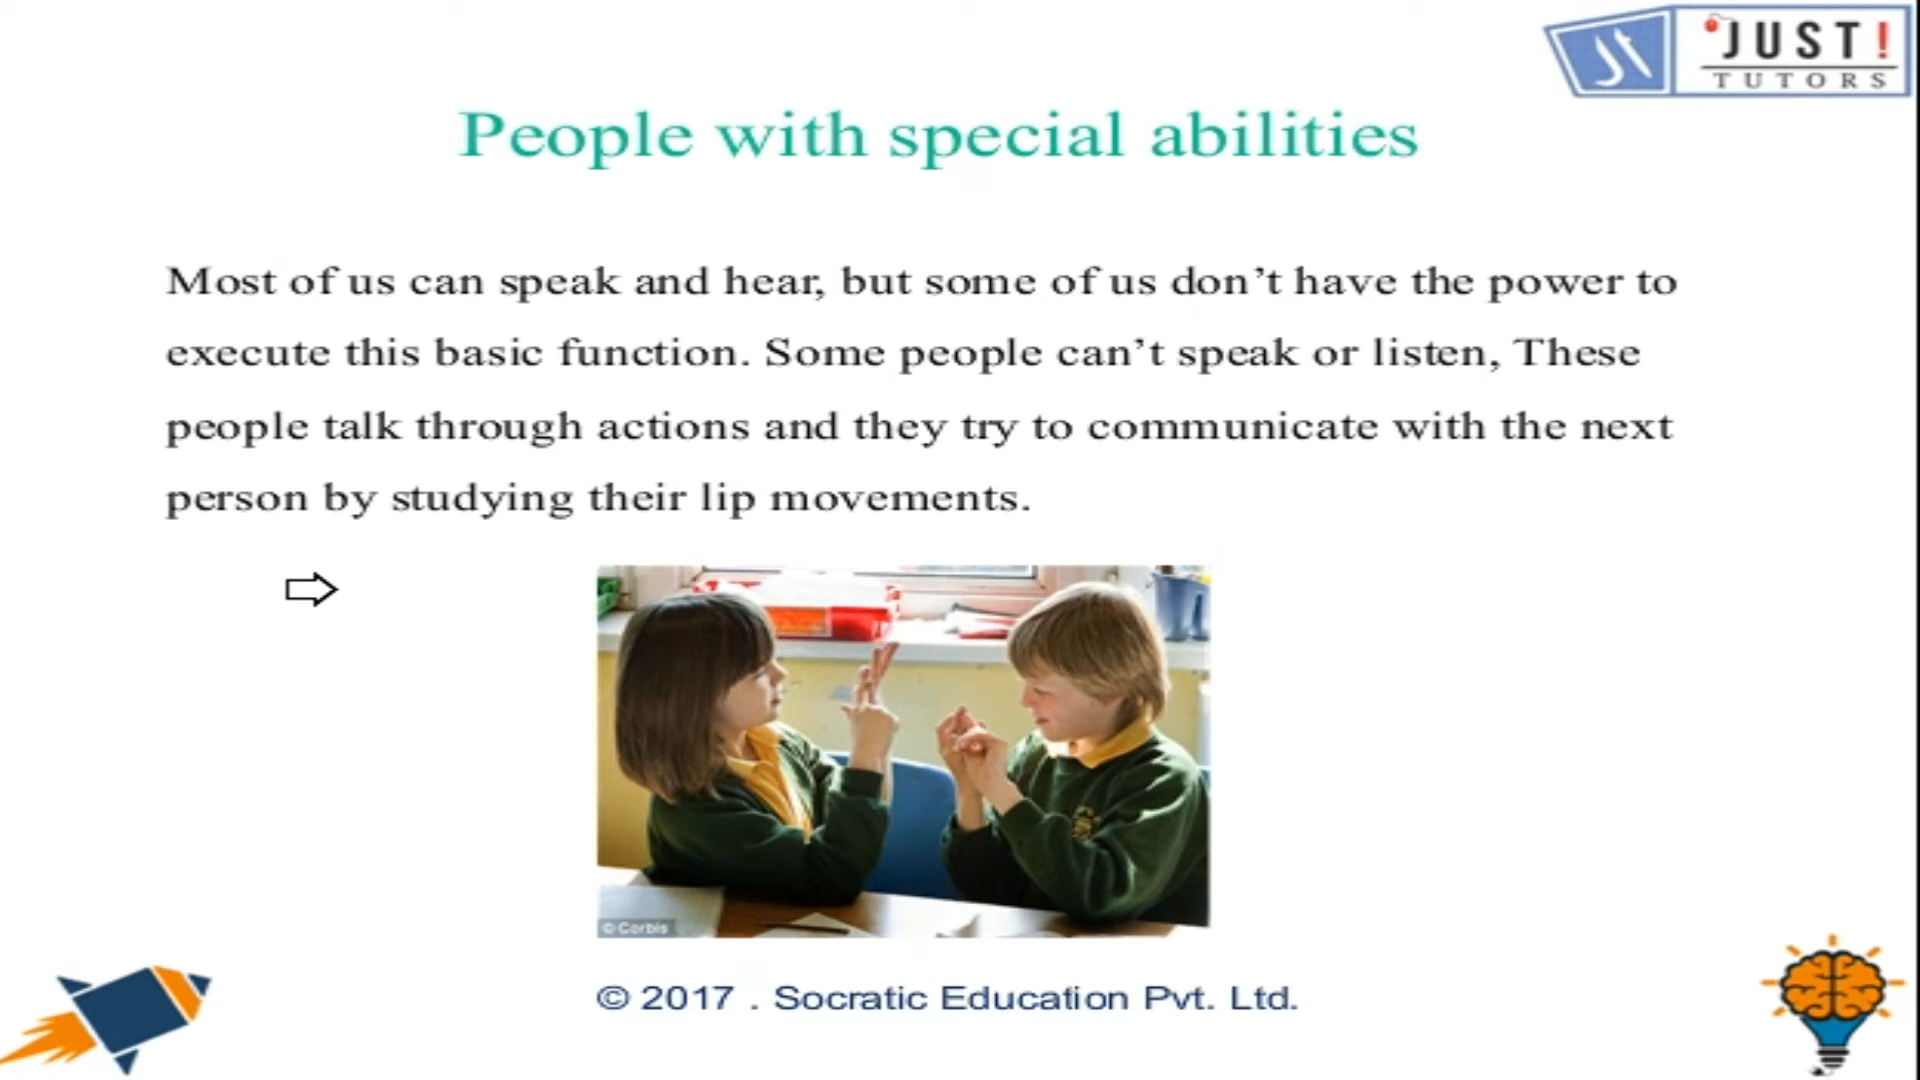 JUST!
TUTORS
People with special abilities
Most of us can speak and hear, but some of us don’t have the power to
execute this basic function. Some people can’t speak or listen, These
people talk through actions and they try to communicate with the next
person by studying their lip movements.
© Corbis
© 2017 . Socratic Education Pvt. Ltd.